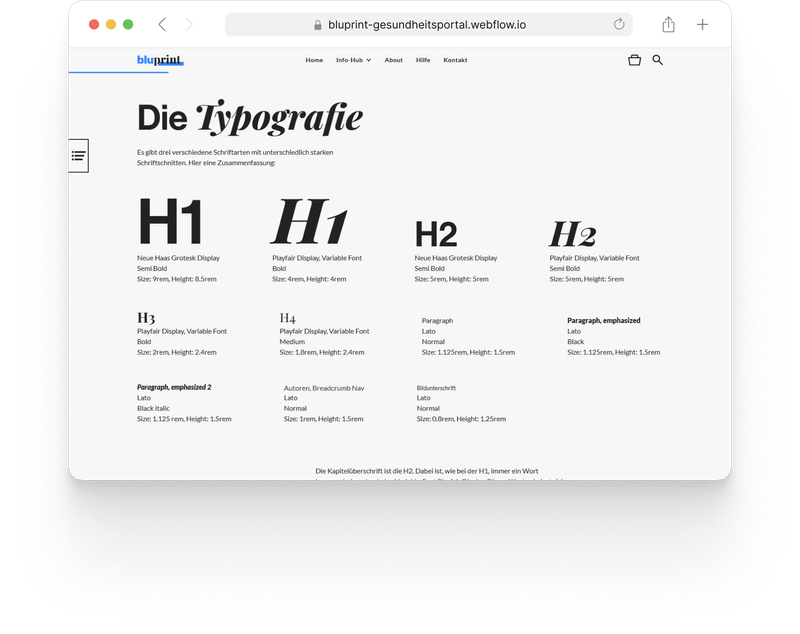 bluprint-gesundheitsportal.webflow.io
bluprint
Home Info-Hub About Hilfe Kontakt
Die Typografie
Es gibt drei verschiedene Schriftarten mit unterschiedlich starken
Schriftschnitten. Hier eine Zusammenfassung:
H1
Neue Haas Grotesk Display
Semi Bold
Size: 9rem, Height: 8.5rem
H1
Playfair Display, Variable Font
Bold
Size: 4rem, Height: 4rem
H2
Neue Haas Grotesk Display
Semi Bold
Size: 5rem, Height: 5rem
H2
Playfair Display, Variable Font
Semi Bold
Size: 5rem, Height: 5rem
H3
Playfair Display, Variable Font
Bold
Size: 2rem, Height: 2.4rem
H4
Playfair Display, Variable Font
Medium
Size: 1.8rem, Height: 2.4rem
Paragraph
Lato
Normal
Size: 1.125rem, Height: 1.5rem
Paragraph, emphasized
Lato
Black
Size: 1.125rem, Height: 1.5rem
Paragraph, emphasized 2
Lato
Black Italic
Size: 1.125 rem, Height: 1.5rem
Autoren, Breadcrumb Nav
Lato
Normal
Size: 1rem, Height: 1.5rem
Bildunterschrift
Lato
Normal
Size: 0.8rem, Height: 1.25rem
Die Kapitelüberschrift ist die H2. Dabei ist, wie bei der H1, immer ein Wort